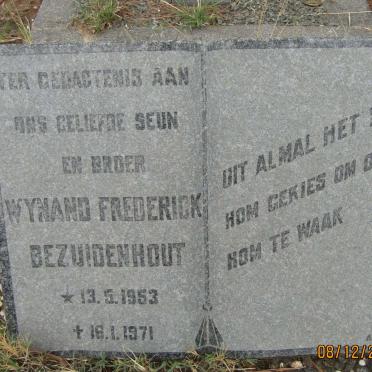 TER GEDAGTENIS AAN
ONS GELIEFDE SEUN
EN BROER
WYNAND FREDERICK
BEZUIDENHOUT
* 13.5.1953
† 16.1.1971
UIT ALMAL HET
HOM GEKIES OM
HOM TE WAAK
08/12/2